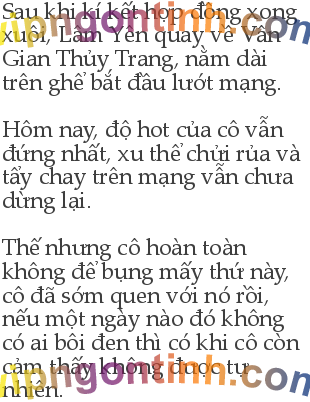 Sau khi kí kết hợp đồng xong
xuôi, Lâm Yên quay về Vân
Gian Thủy Trang, nằm dài
trên ghế bắt đầu lướt mạng.
Hôm nay, độ hot của cô vẫn
đứng nhất, xu thế chửi rủa và
tẩy chay trên mạng vẫn chưa
dừng lại.
Thế nhưng cô hoàn toàn
không để bụng mấy thứ này,
cô đã sớm quen với nó rồi,
nếu một ngày nào đó không
có ai bôi đen thì có khi cô còn
cảm thấy không được tự
nhiên.
vipngontinh.com
vipngontinh.com